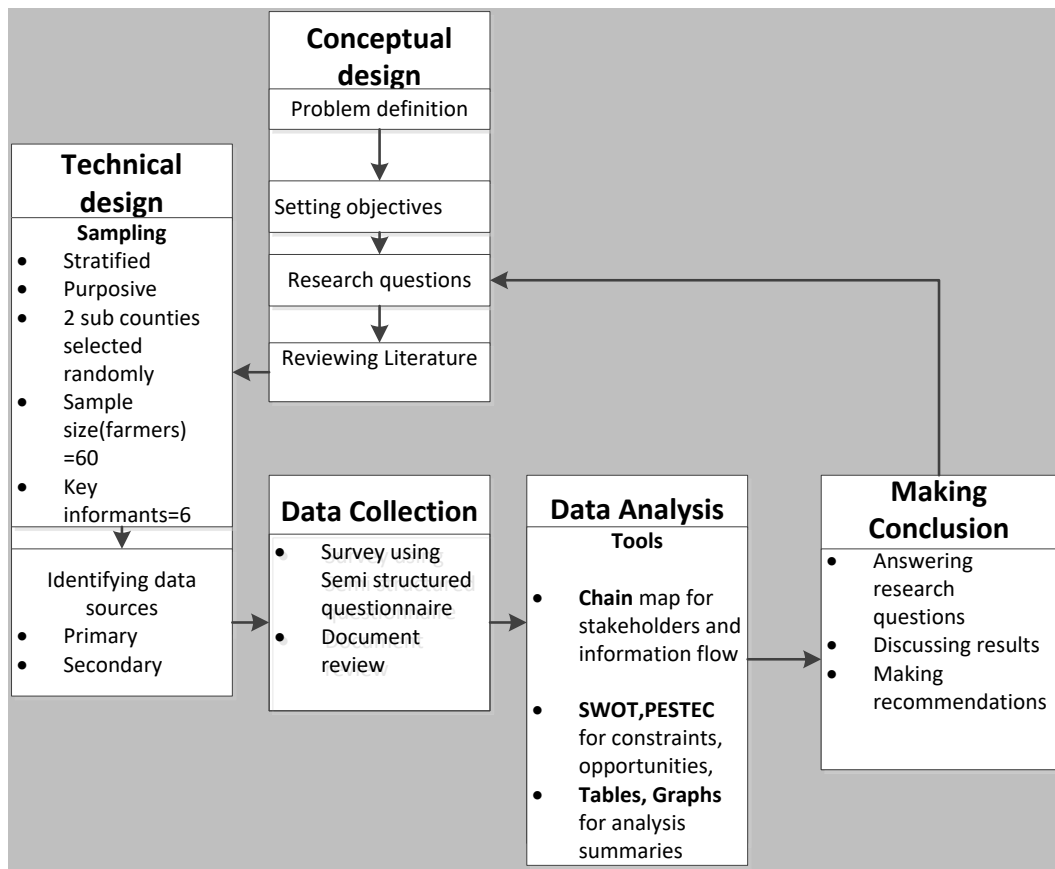 Conceptual
design
Problem definition
Setting objectives
Research questions
Reviewing Literature
Technical
design
Sampling
• Stratified
• Purposive
• 2 sub counties
selected
randomly
• Sample
size(farmers)
=60
• Key
informants=6
Identifying data
sources
• Primary
• Secondary
Data Collection
• Survey using
Semi structured
questionnaire
• Document
review
Data Analysis
Tools
• Chain map for
stakeholders and
information flow
• SWOT,PESTEC
for constraints,
opportunities,
• Tables, Graphs
for analysis
summaries
Making
Conclusion
• Answering
research
questions
• Discussing results
• Making
recommendations